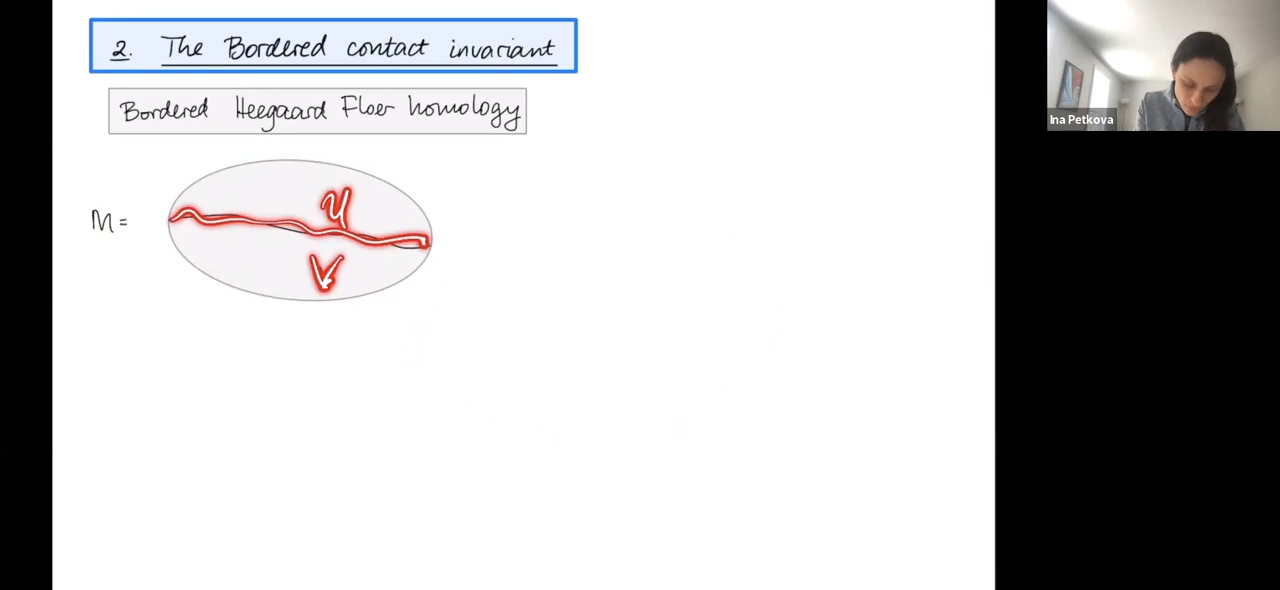 2. The Bordered contact invariant
Bordered Heegaard Floer homology
M =
Y
V
Ina Petkova